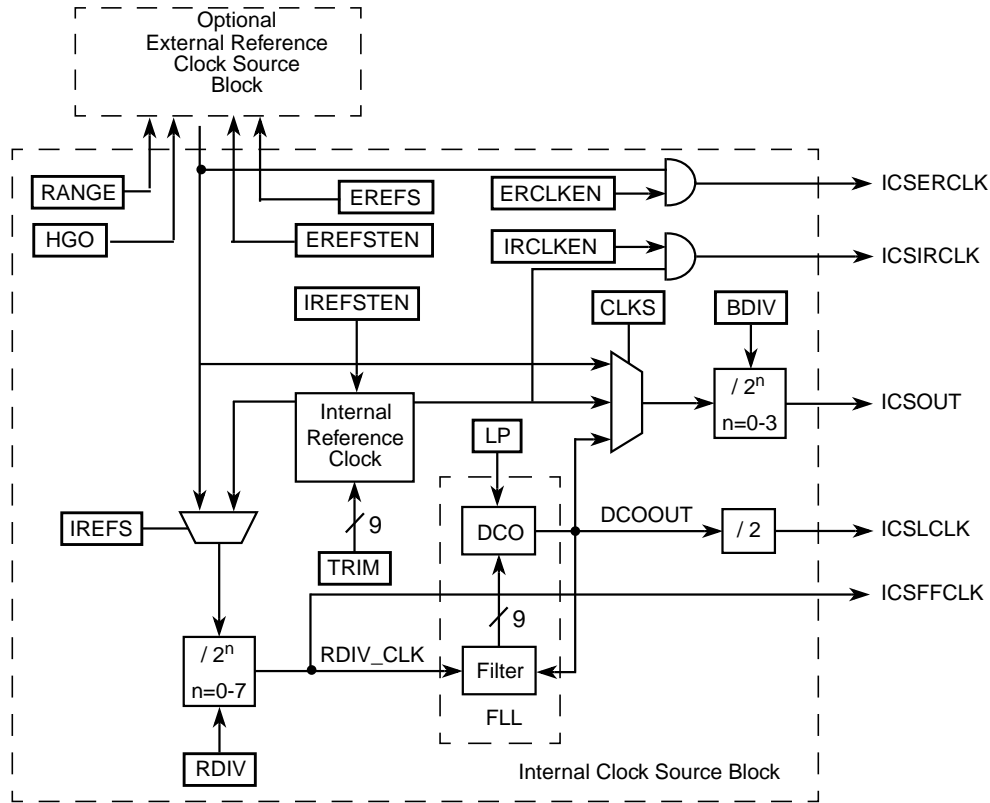 Optional
External Reference
Clock Source
Block
RANGE
HGO
EREFS
EREFSTEN
ERCLKEN
IRCLKEN
ICSERCLK
ICSIRCLK
IREFSTEN
CLKS
BDIV
Internal
Reference
Clock
/ 2n
n=0-3
ICSOUT
LP
IREFS
9
TRIM
DCO
DCOOUT
/ 2
ICSLCLK
ICSFFCLK
9
/ 2n
n=0-7
RDIV_CLK
Filter
FLL
RDIV
Internal Clock Source Block